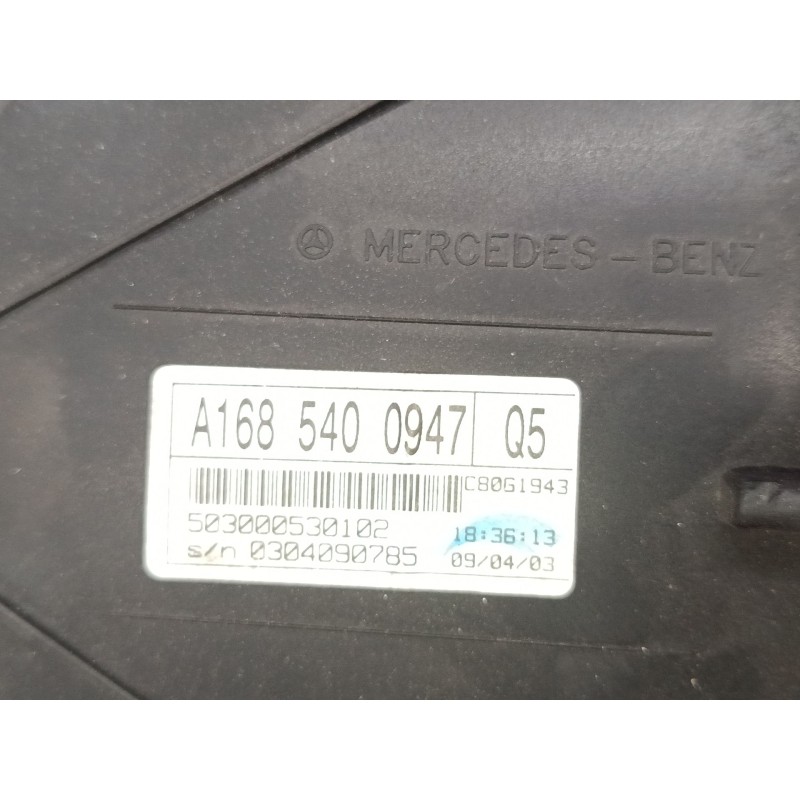 MERCEDES-BENZ
A168 540 0947 Q5
C80G1943
503000530102 18:36:13
s/n 0304090785 09/04/03